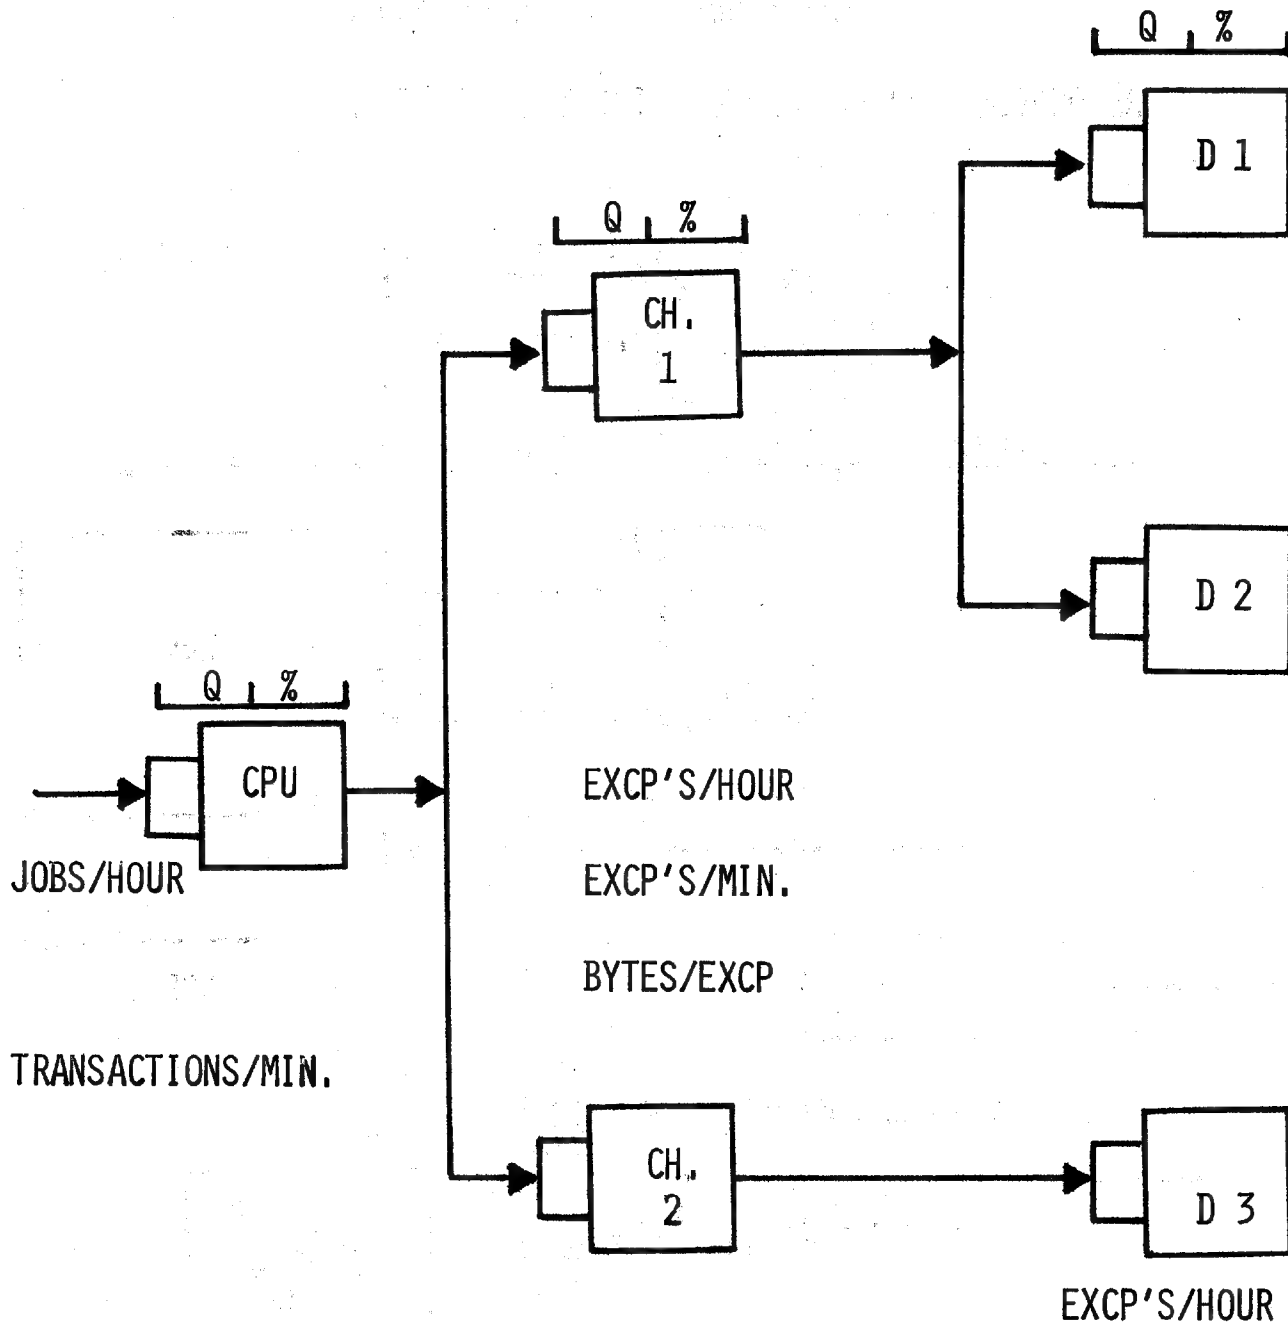 Q %
D 1
Q %
CH.
1
D 2
Q %
CPU
EXCP'S/HOUR
JOBS/HOUR
EXCP'S/MIN.
BYTES/EXCP
TRANSACTIONS/MIN.
CH.
2
D 3
EXCP'S/HOUR